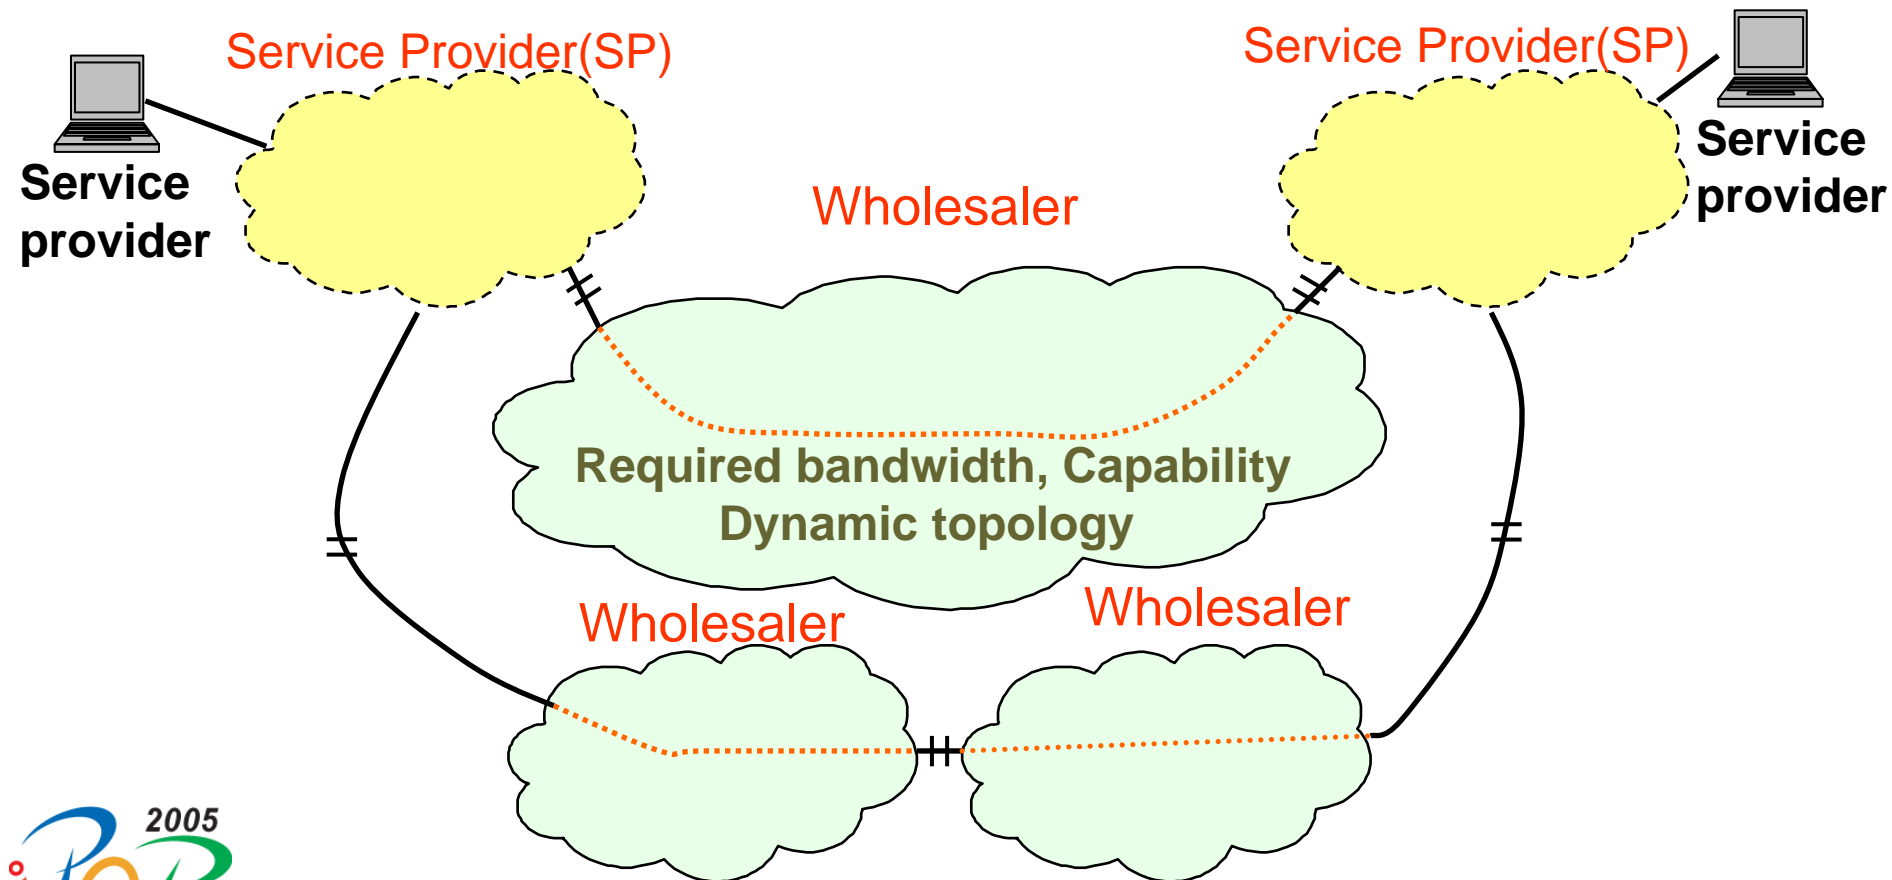 Service Provider(SP)
Service Provider(SP)
Service
provider
Service
provider
Wholesaler
Required bandwidth, Capability
Dynamic topology
Wholesaler
Wholesaler
2005
iPOP